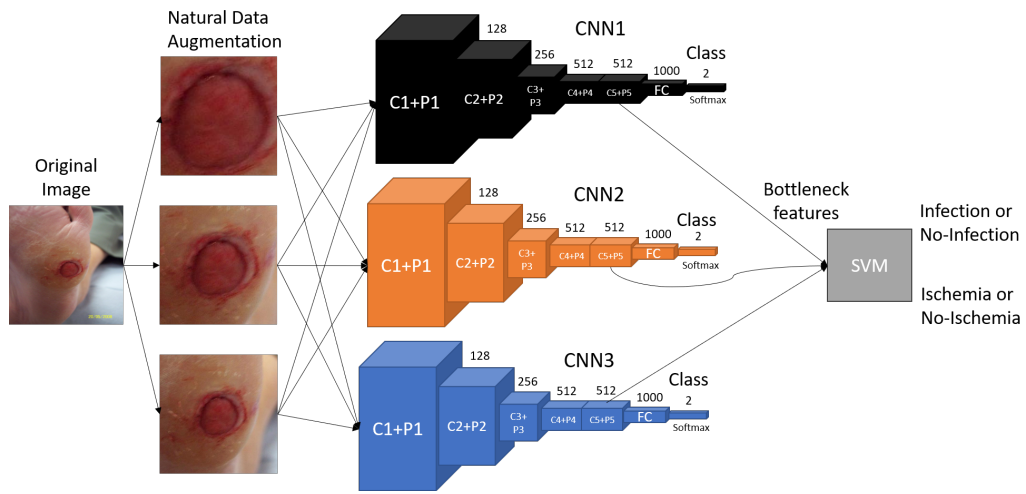 Natural Data
Augmentation
Original
Image
CNN1
128
256
512
512
1000
Class
2
C1+P1
C2+P2
C3+
P3
C4+P4
C5+P5
FC
Softmax
CNN2
128
256
512
512
1000
Class
2
C1+P1
C2+P2
C3+
P3
C4+P4
C5+P5
FC
Softmax
CNN3
128
256
512
512
1000
Class
2
C1+P1
C2+P2
C3+
P3
C4+P4
C5+P5
FC
Softmax
Bottleneck
features
SVM
Infection or
No-Infection
Ischemia or
No-Ischemia